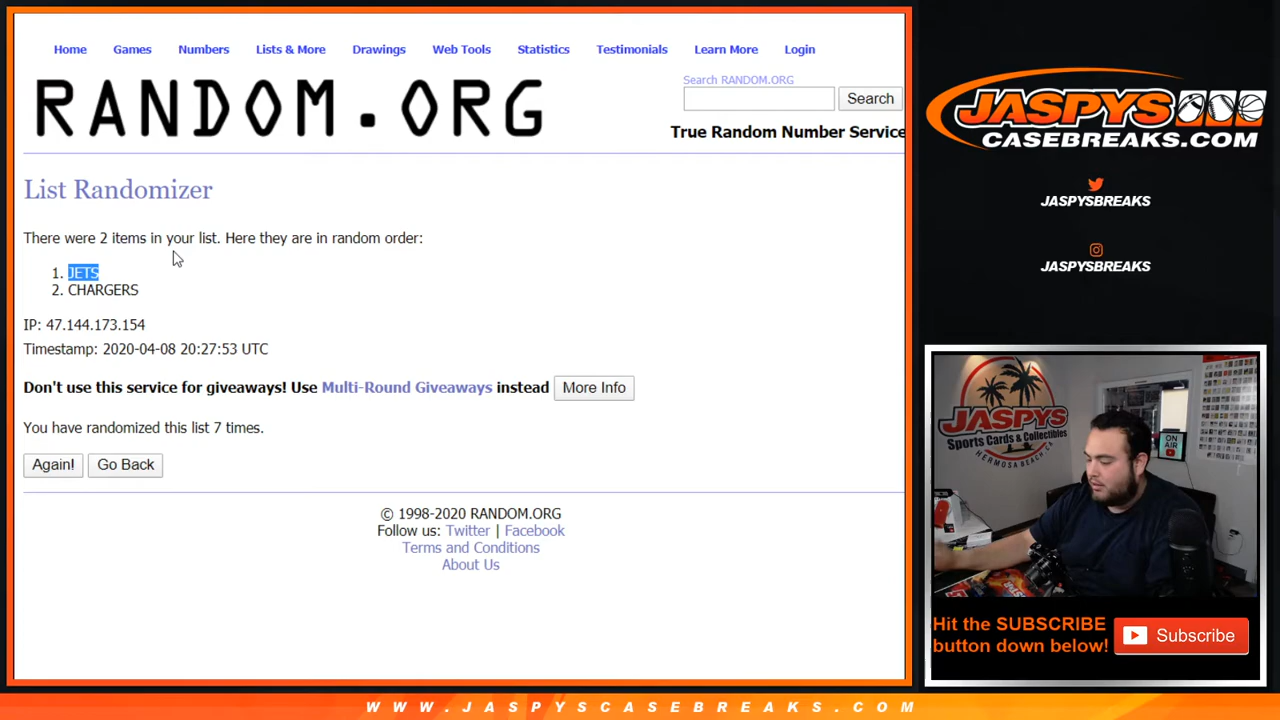 Home Games Numbers Lists & More Drawings Web Tools Statistics Testimonials Learn More Login
RANDOM.ORG
Search RANDOM.ORG
Search
True Random Number Service
List Randomizer
There were 2 items in your list. Here they are in random order:
1. JETS
2. CHARGERS
IP: 47.144.173.154
Timestamp: 2020-04-08 20:27:53 UTC
Don't use this service for giveaways! Use Multi-Round Giveaways instead More Info
You have randomized this list 7 times.
Again! Go Back
© 1998-2020 RANDOM.ORG
Follow us: Twitter | Facebook
Terms and Conditions
About Us
JASPYS
CASEBREAKS.COM
JASPYSBREAKS
JASPYSBREAKS
JASPYS
Sports Cards & Collectibles
HERMOSA BEACH, CA
ON AIR
Hit the SUBSCRIBE
button down below!
Subscribe
WWW.JASPYSCASEBREAKS.COM